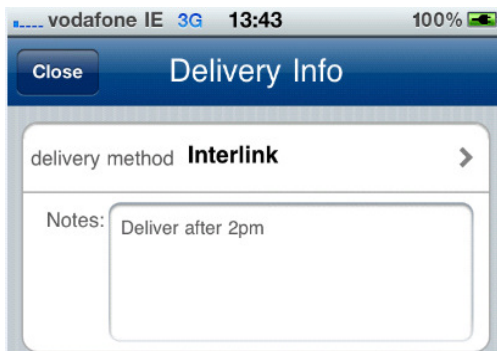 vodafone IE 3G 13:43 100%
Close Delivery Info
delivery method Interlink
Notes: Deliver after 2pm